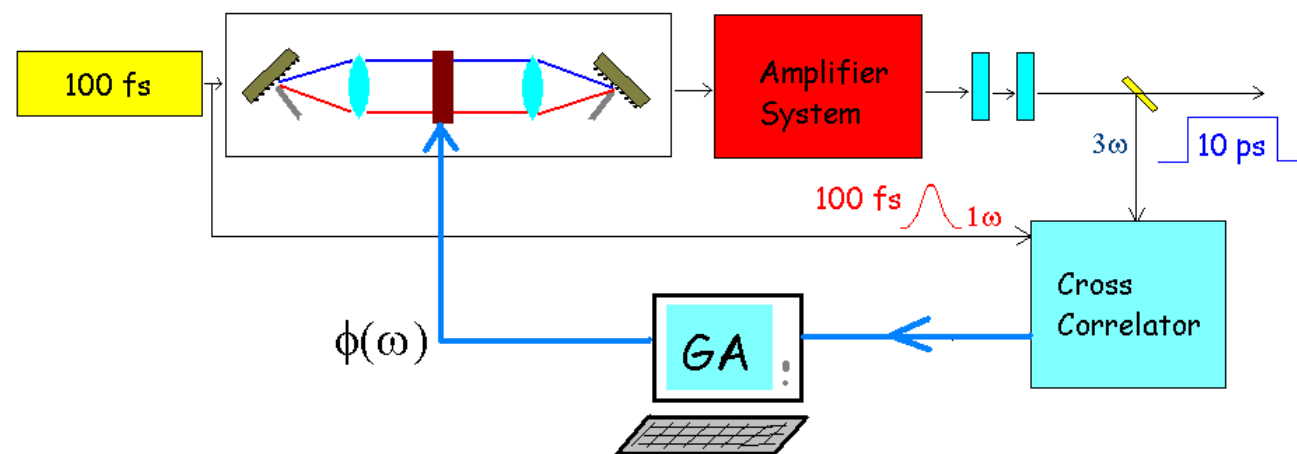 100 fs
Amplifier
System
3ω
10 ps
100 fs
1ω
Cross
Correlator
ϕ(ω)
GA